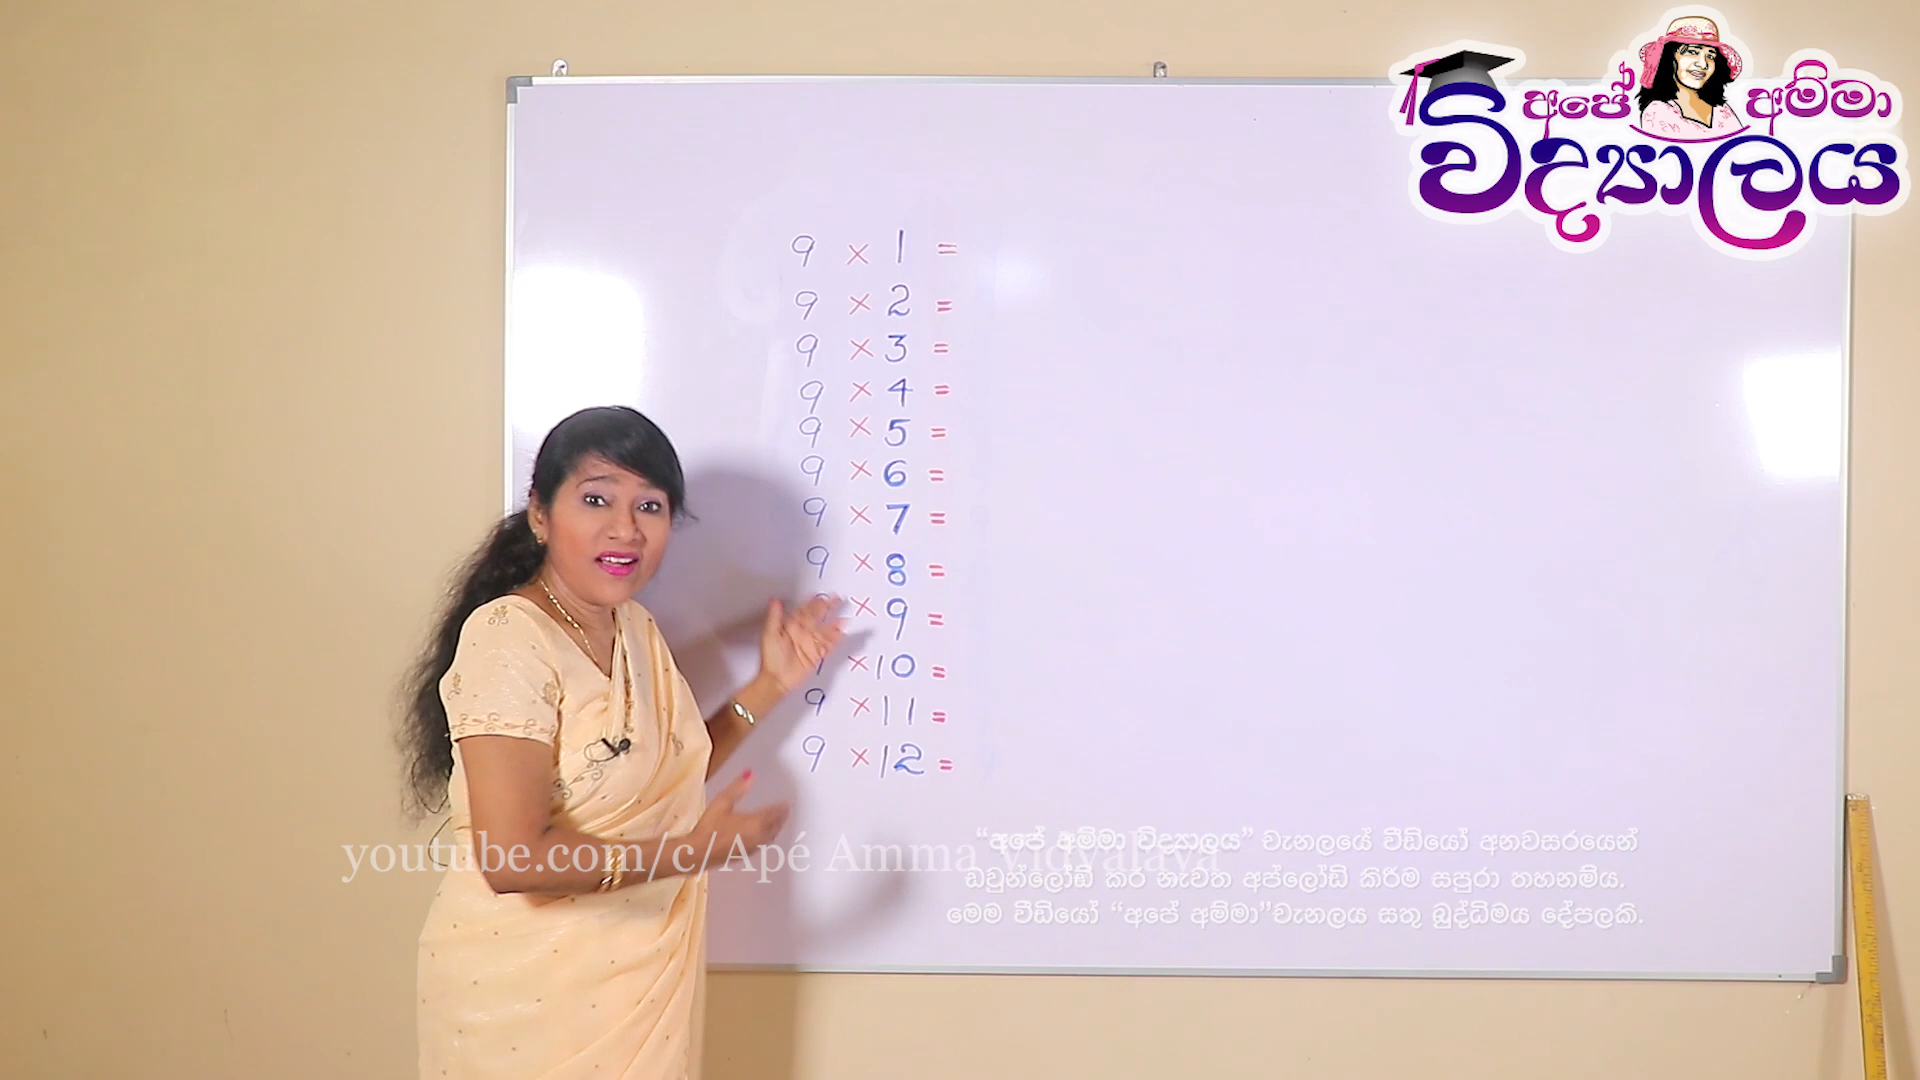 අපේ අම්මා
විද්‍යාලය
9 × 1 =
9 × 2 =
9 × 3 =
9 × 4 =
9 × 5 =
9 × 6 =
9 × 7 =
9 × 8 =
9 × 9 =
9 × 10 =
9 × 11 =
9 × 12 =
youtube.com/c/Apé Amma Vidyalaya
“අපේ අම්මා විද්‍යාලය” චැනලයේ වීඩියෝ අනවසරයෙන්
ඩවුන්ලෝඩ් කර නැවත අප්ලෝඩ් කිරීම සපුරා තහනම්ය.
මෙම වීඩියෝ “අපේ අම්මා”චැනලය සතු බුද්ධිමය දේපලකි.